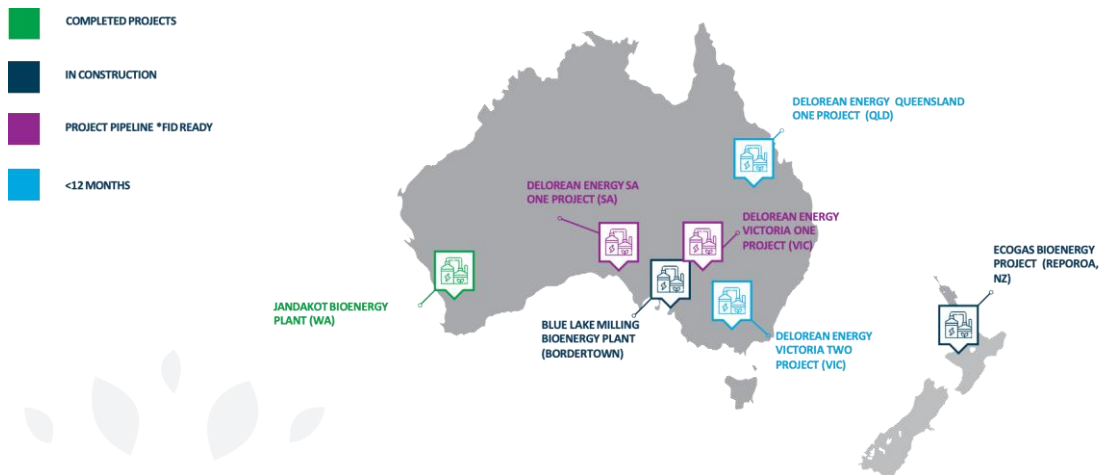 COMPLETED PROJECTS
IN CONSTRUCTION
PROJECT PIPELINE *FID READY
<12 MONTHS
DELOREAN ENERGY QUEENSLAND
ONE PROJECT (QLD)
DELOREAN ENERGY SA
ONE PROJECT (SA)
DELOREAN ENERGY
VICTORIA ONE
PROJECT (VIC)
ECOGAS BIOENERGY
PROJECT (REPOROA,
NZ)
JANDAKOT BIOENERGY
PLANT (WA)
BLUE LAKE MILLING
BIOENERGY PLANT
(BORDERTOWN)
DELOREAN ENERGY
VICTORIA TWO
PROJECT (VIC)